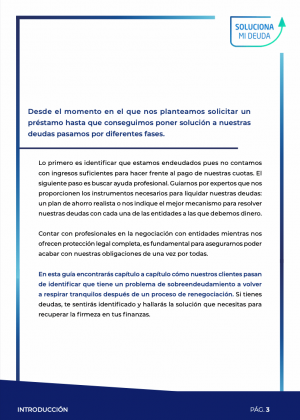 SOLUCIONA
MI DEUDA
Desde el momento en el que nos planteamos solicitar un
préstamo hasta que conseguimos poner solución a nuestras
deudas pasamos por diferentes fases.
Lo primero es identificar que estamos endeudados pues no contamos
con ingresos suficientes para hacer frente al pago de nuestras cuotas. El
siguiente paso es buscar ayuda profesional. Guiarnos por expertos que nos
proporcionen los instrumentos necesarios para liquidar nuestras deudas:
un plan de ahorro realista o nos indique el mejor mecanismo para resolver
nuestras deudas con cada una de las entidades a las que debemos dinero.
Contar con profesionales en la negociación con entidades mientras nos
ofrecen protección legal completa, es fundamental para asegurarnos poder
acabar con nuestras obligaciones de una vez por todas.
En esta guía encontrarás capítulo a capítulo cómo nuestros clientes pasan
de identificar que tiene un problema de sobreendeudamiento a volver
a respirar tranquilos después de un proceso de renegociación. Si tienes
deudas, te sentirás identificado y hallarás la solución que necesitas para
recuperar la firmeza en tus finanzas.
INTRODUCCIÓN
PÁG. 3